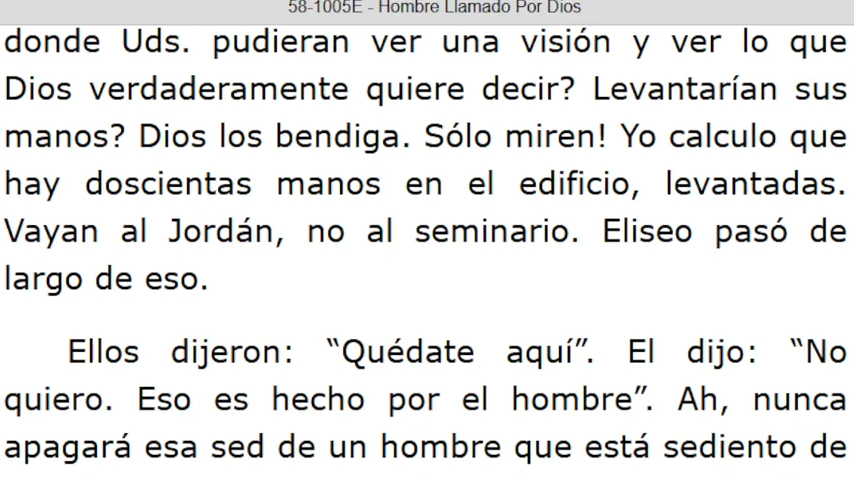 58-1005E - Hombre Llamado Por Dios
donde Uds. pudieran ver una visión y ver lo que
Dios verdaderamente quiere decir? Levantarían sus
manos? Dios los bendiga. Sólo miren! Yo calculo que
hay doscientas manos en el edificio, levantadas.
Vayan al Jordán, no al seminario. Eliseo pasó de
largo de eso.
Ellos dijeron: “Quédate aquí”. El dijo: “No
quiero. Eso es hecho por el hombre”. Ah, nunca
apagará esa sed de un hombre que está sediento de